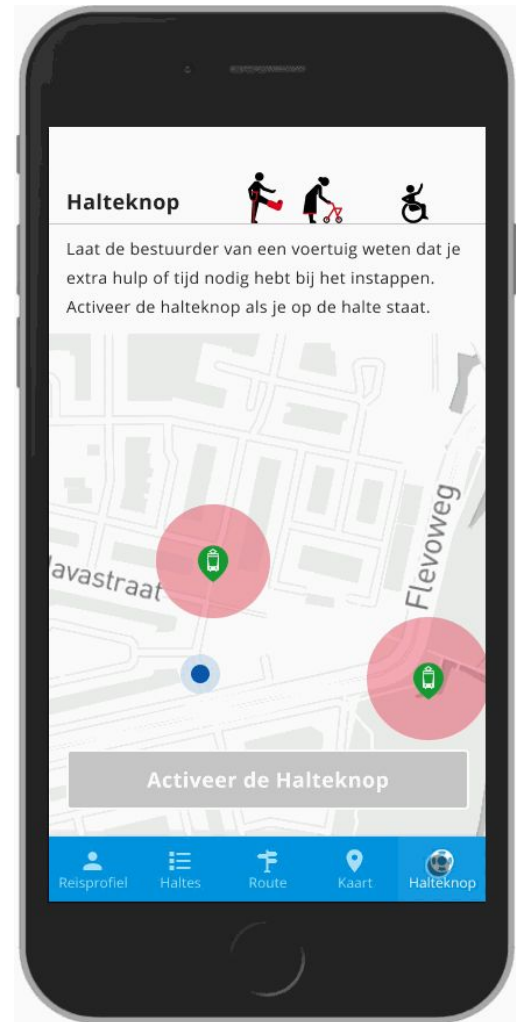 Halteknop
Laat de bestuurder van een voertuig weten dat je
extra hulp of tijd nodig hebt bij het instappen.
Activeer de halteknop als je op de halte staat.
Flevoweg
avastraat
Activeer de Halteknop
Reisprofiel
Haltes
Route
Kaart
Halteknop